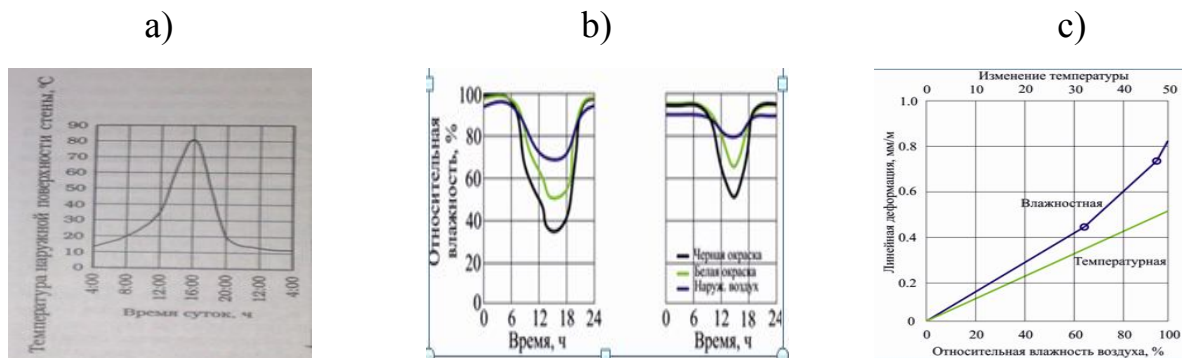 a)
b)
c)
Температура наружной поверхности стены, °С
90
80
70
60
50
40
30
20
10
0
4:00
8:00
12:00
16:00
20:00
12:00
4:00
Время суток, ч
Относительная
влажность, %
100
80
60
40
20
0
0 6 12 18 24
Время, ч
Черная окраска
Белая окраска
Наруж. воздух
0 6 12 18 24
Время, ч
Изменение температуры
0 10 20 30 40 50
Линейная деформация, мм/м
1.0
0.8
0.6
0.4
0.2
0
Влажностная
Температурная
0 20 40 60 80 100
Относительная влажность воздуха, %